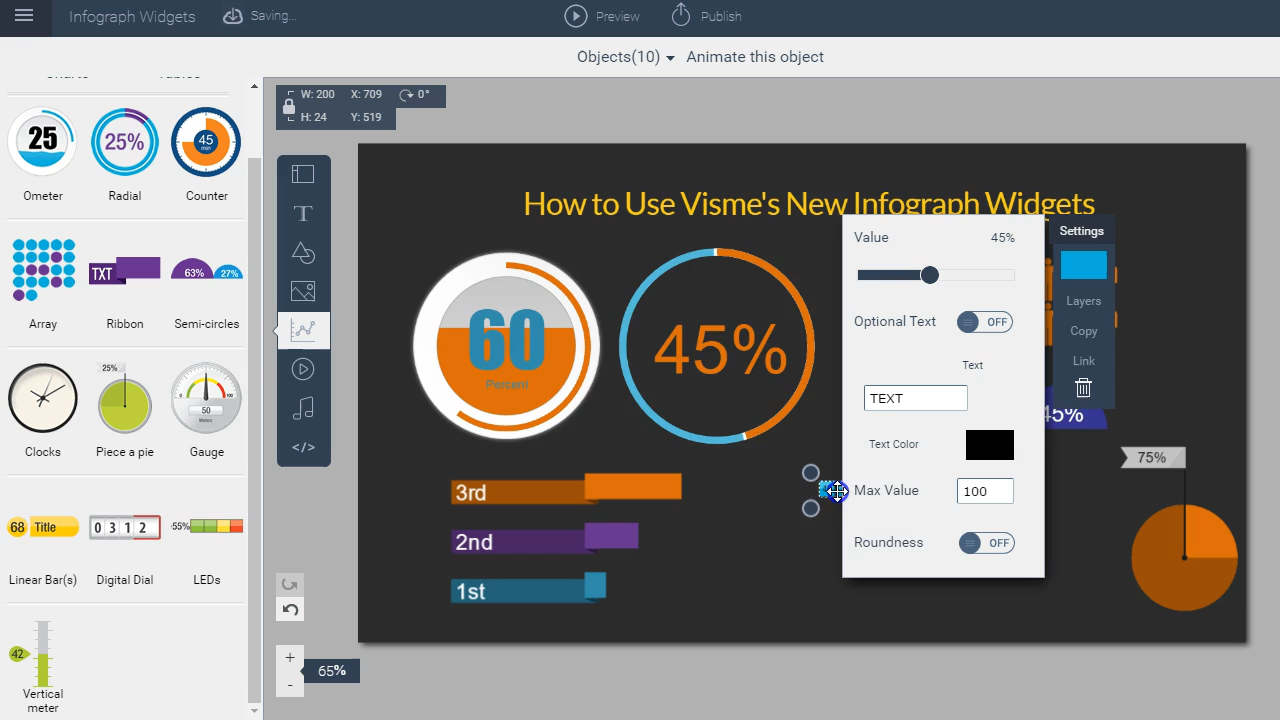 Infograph Widgets
Saving...
Preview
Publish
Objects(10)
Animate this object
Charts
Tables
W: 200 X: 709 0°
H: 24 Y: 519
25
25%
45
min
Ometer
Radial
Counter
TXT
63%
27%
Array
Ribbon
Semi-circles
25%
50
Clocks
Piece a pie
Gauge
68 Title
0 3 1 2
55%
Linear Bar(s)
Digital Dial
LEDs
42
Vertical
meter
T
</>
+
65%
-
How to Use Visme's New Infograph Widgets
60
Percent
45%
3rd
2nd
1st
Value 45%
Optional Text OFF
Text
TEXT
Text Color
Max Value 100
Roundness OFF
Settings
Layers
Copy
Link
45%
75%